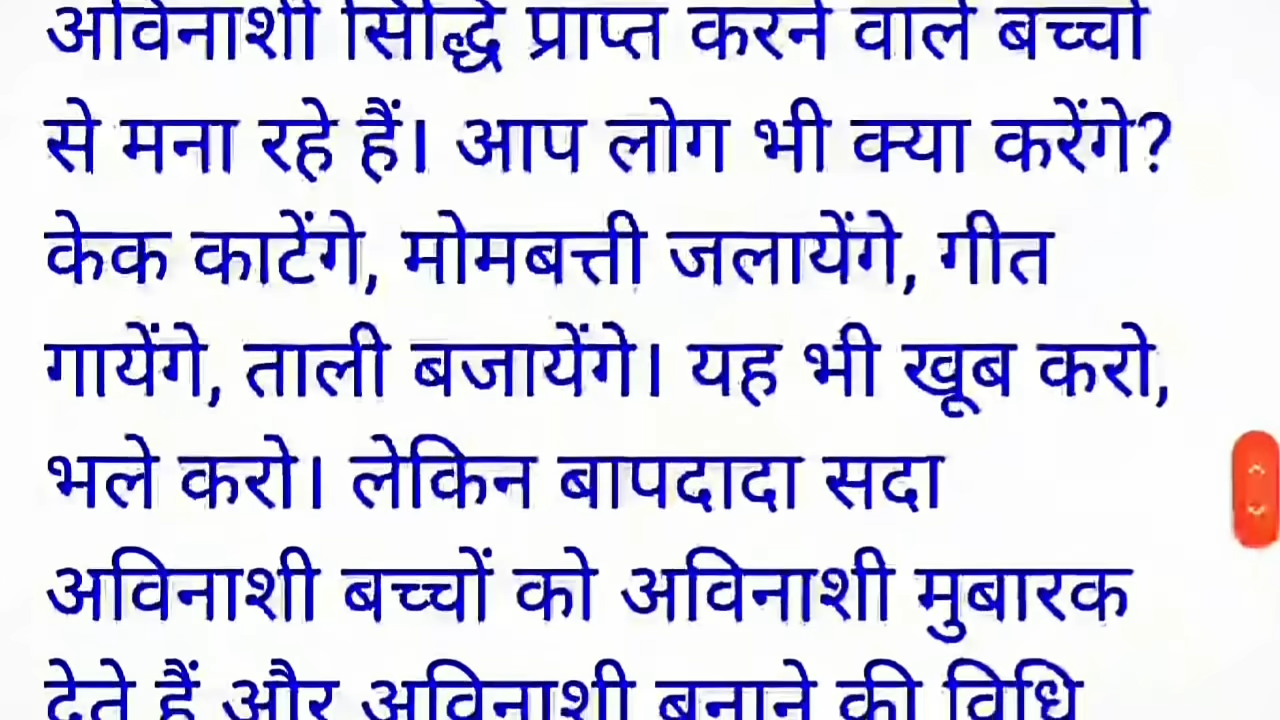 अविनाशी सिद्धि प्राप्त करने वाले बच्चों
से मना रहे हैं। आप लोग भी क्या करेंगे?
केक काटेंगे, मोमबत्ती जलायेंगे, गीत
गायेंगे, ताली बजायेंगे। यह भी खूब करो,
भले करो। लेकिन बापदादा सदा
अविनाशी बच्चों को अविनाशी मुबारक
देते हैं और अविनाशी बनाने की विधि